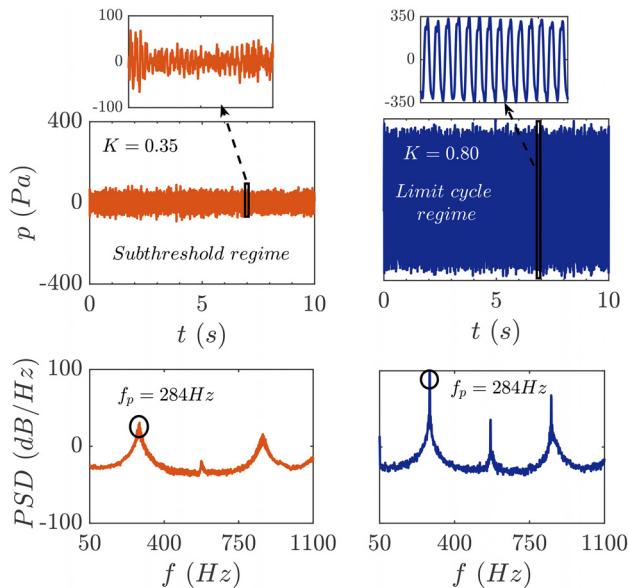 100
0
-100
350
0
-350
400
0
-400
p (Pa)
K = 0.35
Subthreshold regime
K = 0.80
Limit cycle
regime
0 5 10
t (s)
0 5 10
t (s)
100
0
-100
PSD (dB/Hz)
f_p = 284Hz
f_p = 284Hz
50 400 750 1100
f (Hz)
50 400 750 1100
f (Hz)